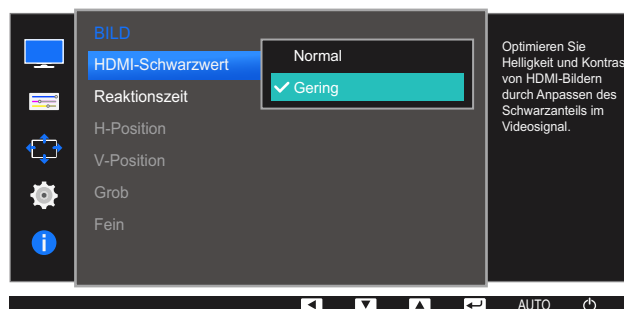 BILD
HDMI-Schwarzwert
Reaktionszeit
H-Position
V-Position
Grob
Fein
Normal
Gering
Optimieren Sie
Helligkeit und Kontras
von HDMI-Bildern
durch Anpassen des
Schwarzanteils im
Videosignal.
AUTO